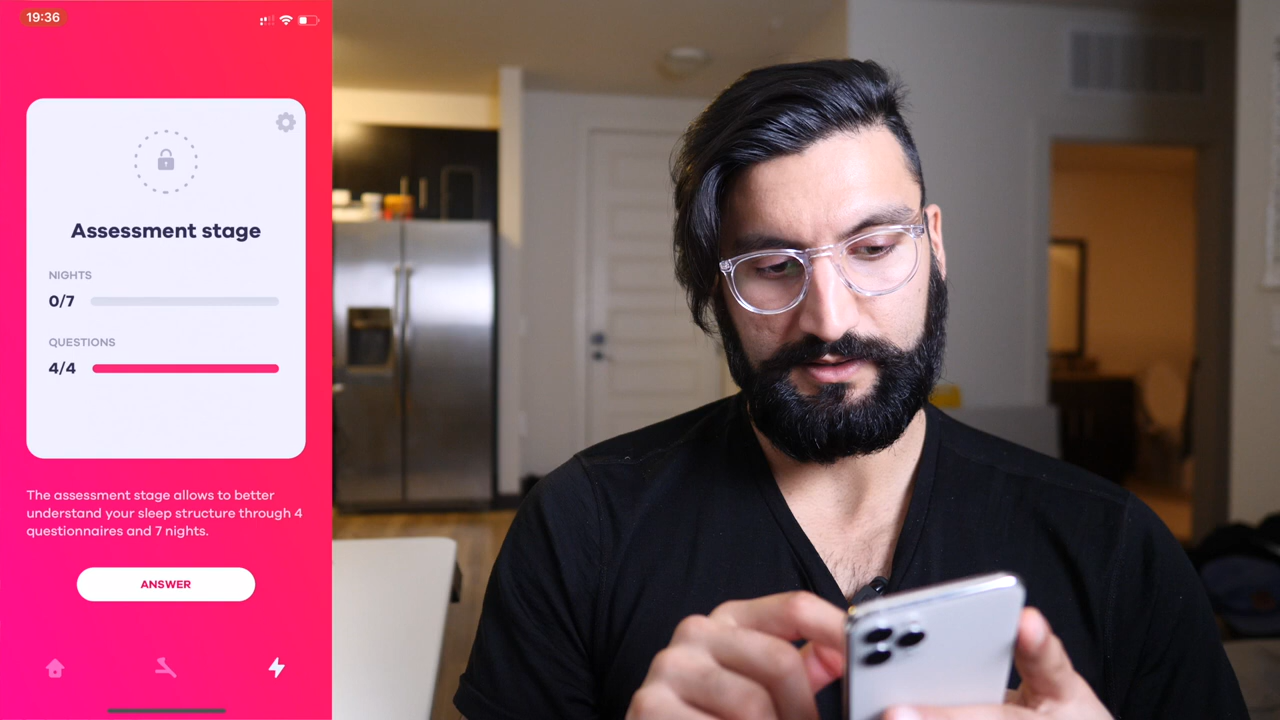 19:36
Assessment stage
NIGHTS
0/7
QUESTIONS
4/4
The assessment stage allows to better
understand your sleep structure through 4
questionnaires and 7 nights.
ANSWER